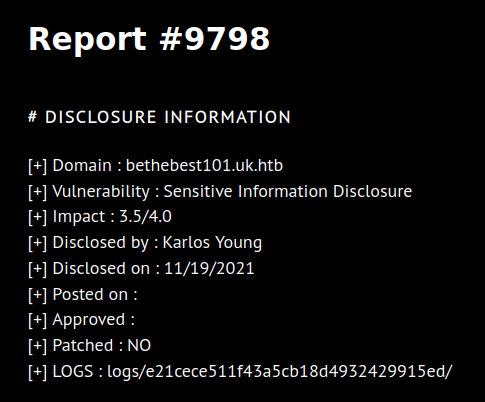 Report #9798
# DISCLOSURE INFORMATION
[+] Domain : bethebest101.uk.htb
[+] Vulnerability : Sensitive Information Disclosure
[+] Impact : 3.5/4.0
[+] Disclosed by : Karlos Young
[+] Disclosed on : 11/19/2021
[+] Posted on :
[+] Approved :
[+] Patched : NO
[+] LOGS : logs/e21cece511f43a5cb18d4932429915ed/